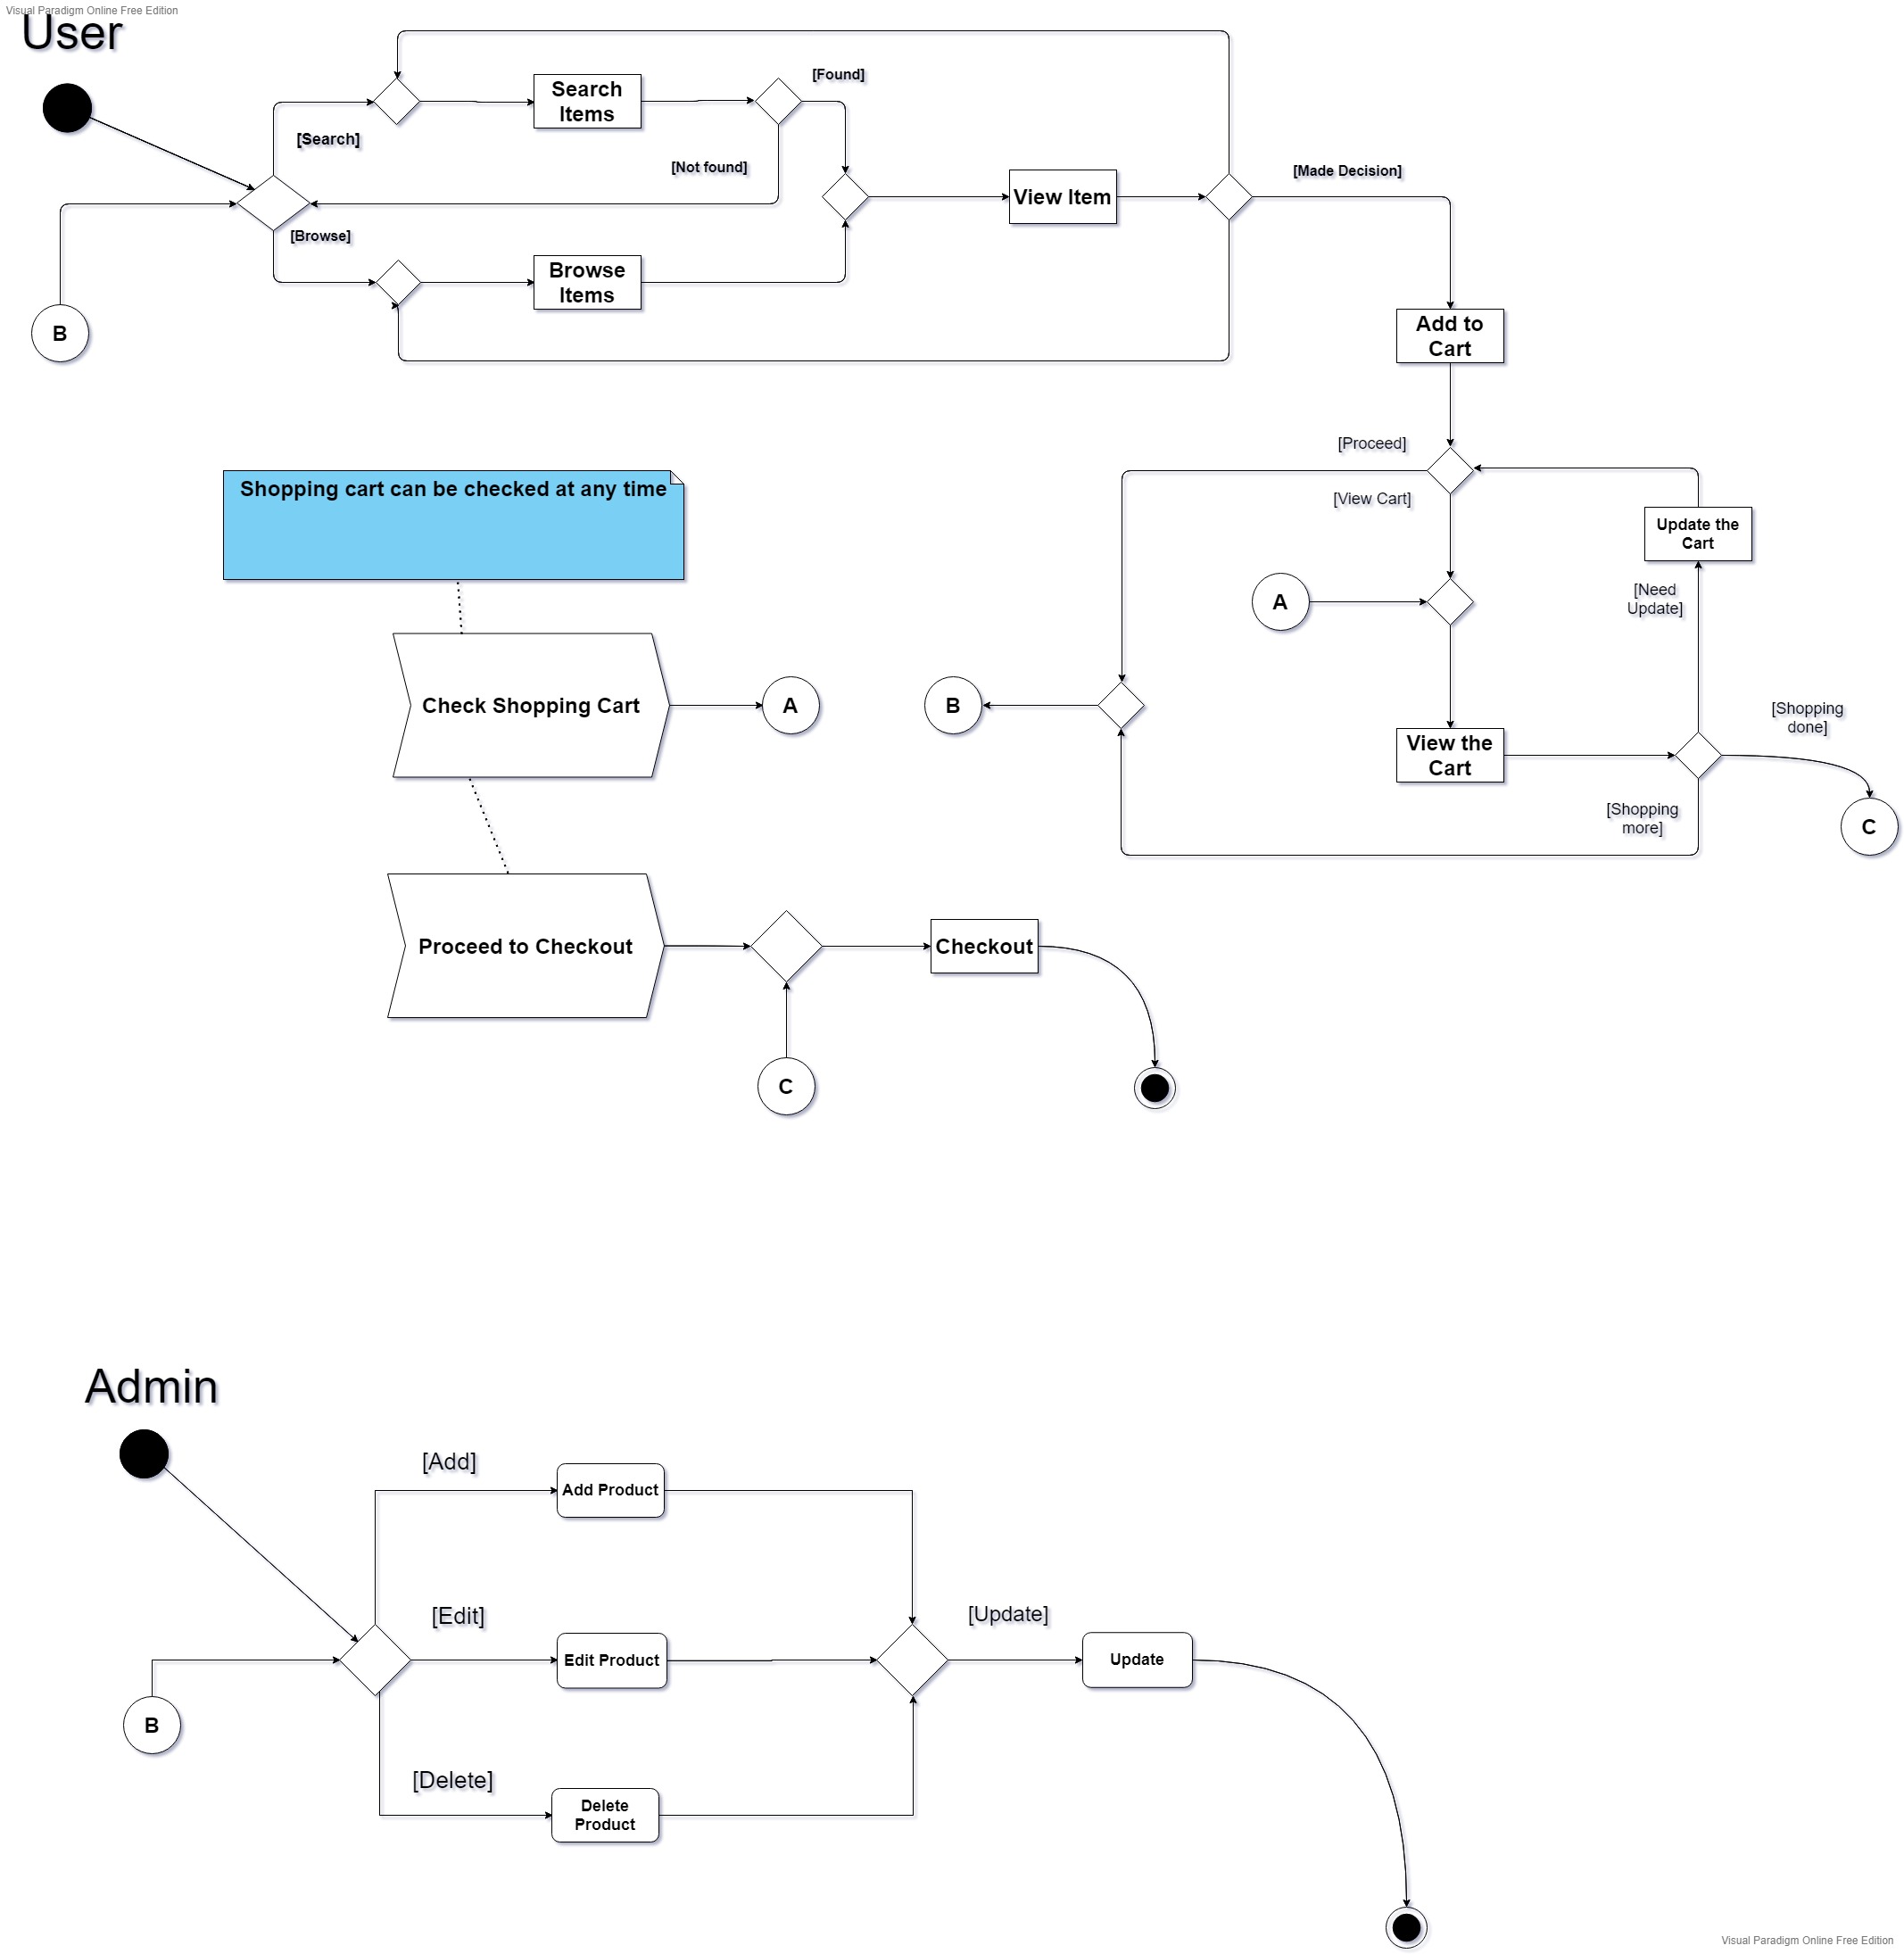 Visual Paradigm Online Free Edition
User
[Found]
Search
Items
[Search]
[Not found]
[Made Decision]
View Item
[Browse]
Browse
Items
B
Add to
Cart
[Proceed]
Shopping cart can be checked at any time
[View Cart]
Update the
Cart
[Need
Update]
A
Check Shopping Cart
A
B
[Shopping
done]
View the
Cart
[Shopping
more]
C
Proceed to Checkout
Checkout
C
Admin
[Add]
Add Product
[Edit]
[Update]
Edit Product
Update
B
[Delete]
Delete
Product
Visual Paradigm Online Free Edition